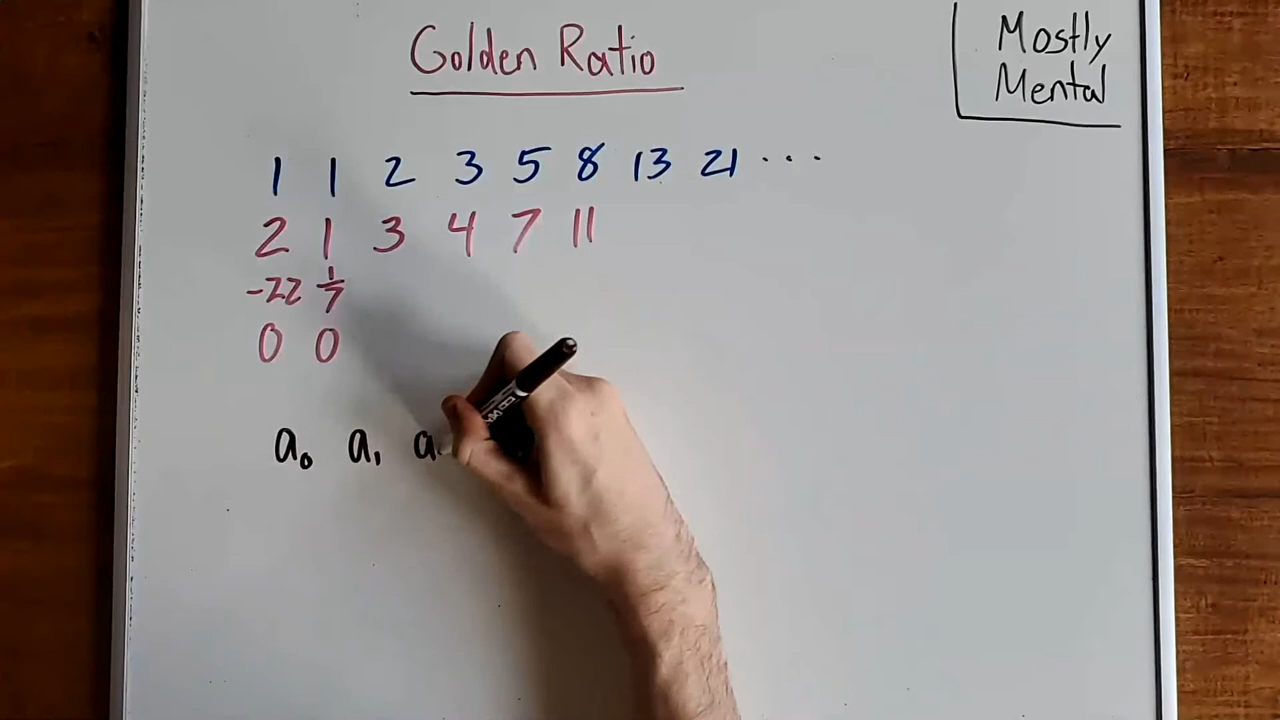 Golden Ratio
Mostly
Mental
1 1 2 3 5 8 13 21 ...
2 1 3 4 7 11
-22 1/7
0 0
a₀ a₁ a